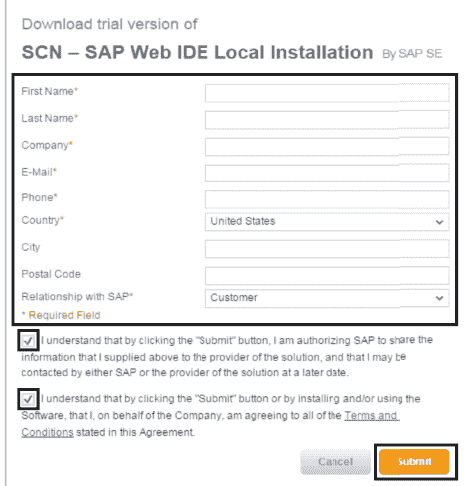 Download trial version of
SCN – SAP Web IDE Local Installation By SAP SE
First Name*
Last Name*
Company*
E-Mail*
Phone*
Country* United States
City
Postal Code
Relationship with SAP* Customer
* Required Field
I understand that by clicking the "Submit" button, I am authorizing SAP to share the
information that I supplied above to the provider of the solution, and that I may be
contacted by either SAP or the provider of the solution at a later date.
I understand that by clicking the "Submit" button or by installing and/or using the
Software, that I, on behalf of the Company, am agreeing to all of the Terms and
Conditions stated in this Agreement.
Cancel Submit